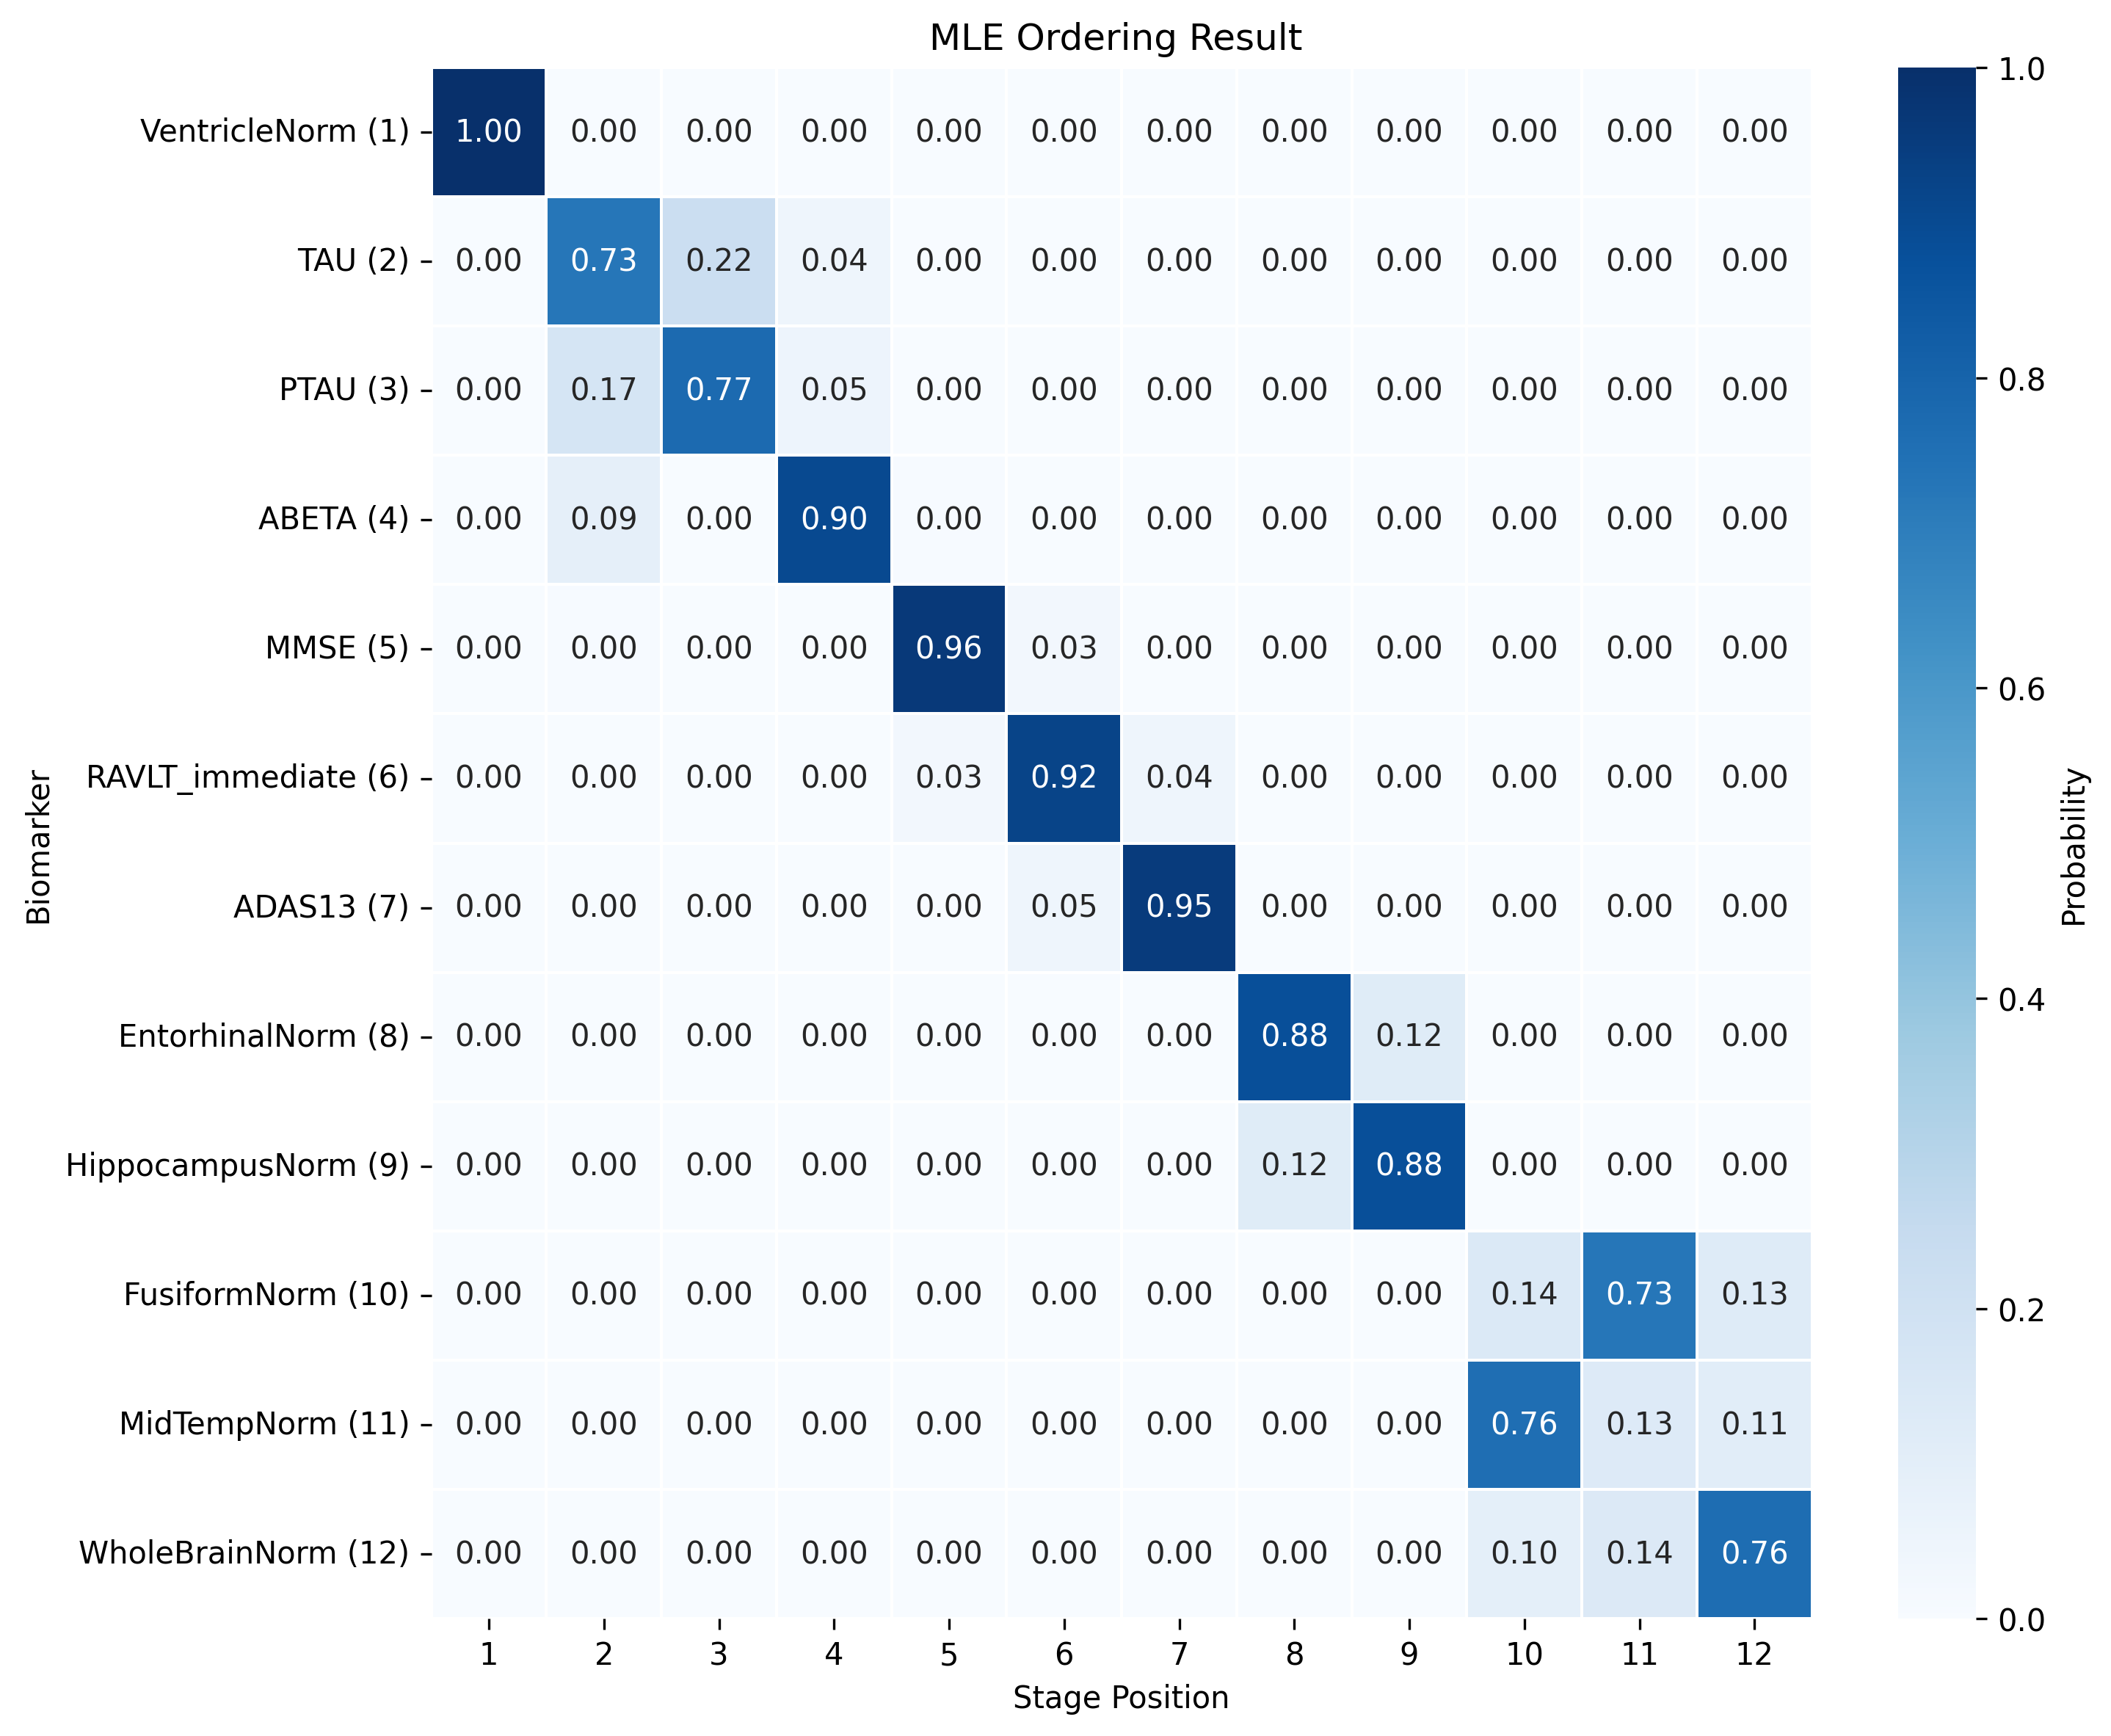 MLE Ordering Result
VentricleNorm (1) 1.00 0.00 0.00 0.00 0.00 0.00 0.00 0.00 0.00 0.00 0.00 0.00
TAU (2) 0.00 0.73 0.22 0.04 0.00 0.00 0.00 0.00 0.00 0.00 0.00 0.00
PTAU (3) 0.00 0.17 0.77 0.05 0.00 0.00 0.00 0.00 0.00 0.00 0.00 0.00
ABETA (4) 0.00 0.09 0.00 0.90 0.00 0.00 0.00 0.00 0.00 0.00 0.00 0.00
MMSE (5) 0.00 0.00 0.00 0.00 0.96 0.03 0.00 0.00 0.00 0.00 0.00 0.00
RAVLT_immediate (6) 0.00 0.00 0.00 0.00 0.03 0.92 0.04 0.00 0.00 0.00 0.00 0.00
ADAS13 (7) 0.00 0.00 0.00 0.00 0.00 0.05 0.95 0.00 0.00 0.00 0.00 0.00
EntorhinalNorm (8) 0.00 0.00 0.00 0.00 0.00 0.00 0.00 0.88 0.12 0.00 0.00 0.00
HippocampusNorm (9) 0.00 0.00 0.00 0.00 0.00 0.00 0.00 0.12 0.88 0.00 0.00 0.00
FusiformNorm (10) 0.00 0.00 0.00 0.00 0.00 0.00 0.00 0.00 0.00 0.14 0.73 0.13
MidTempNorm (11) 0.00 0.00 0.00 0.00 0.00 0.00 0.00 0.00 0.00 0.76 0.13 0.11
WholeBrainNorm (12) 0.00 0.00 0.00 0.00 0.00 0.00 0.00 0.00 0.00 0.10 0.14 0.76
1 2 3 4 5 6 7 8 9 10 11 12
Stage Position
Biomarker
1.0
0.8
0.6
0.4
0.2
0.0
Probability